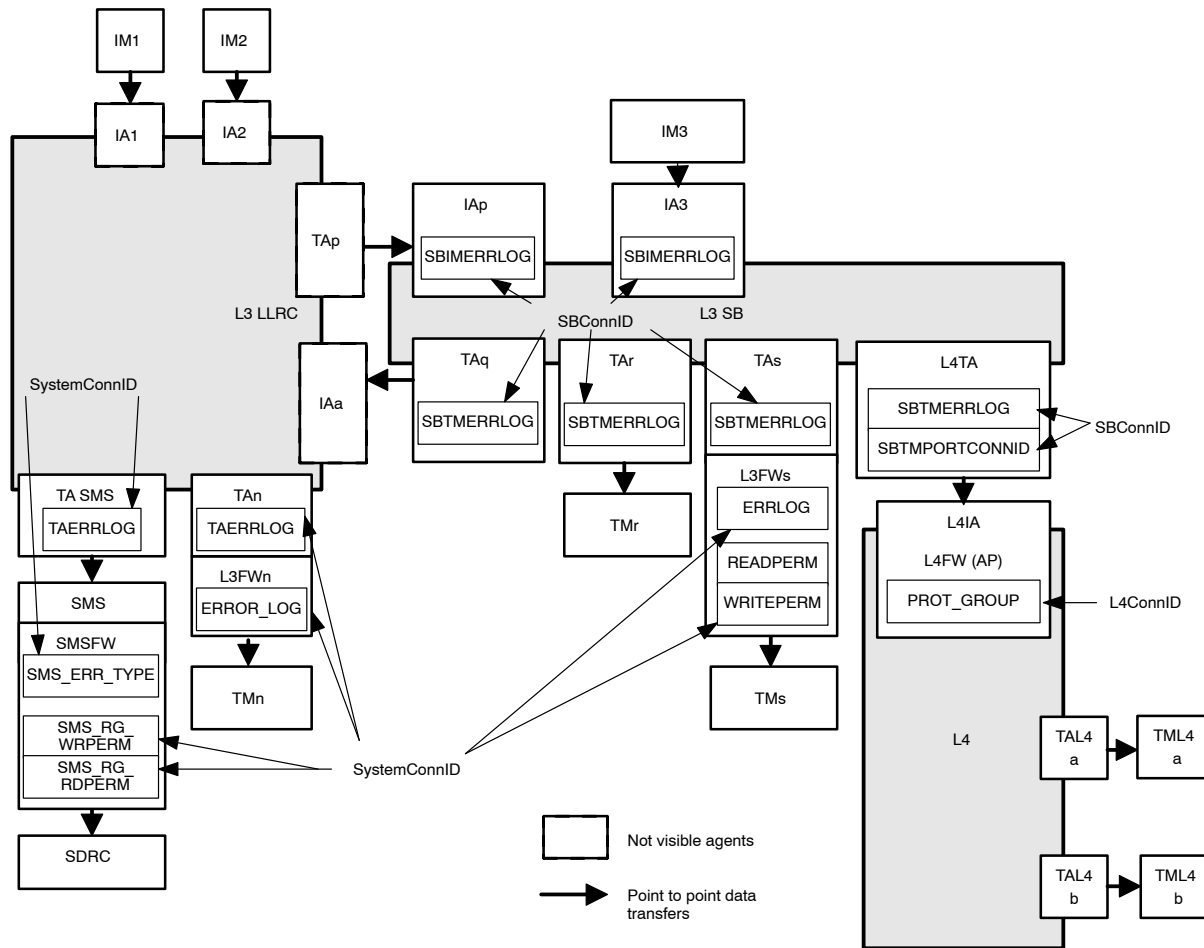 IM1
IM2
IA1
IA2
IM3
TAp
IAp
SBIMERRLOG
IA3
SBIMERRLOG
L3 LLRC
SBConnID
L3 SB
SystemConnID
IAa
TAq
SBTMERRLOG
TAr
SBTMERRLOG
TAs
SBTMERRLOG
L4TA
SBTMERRLOG
SBTMPORTCONNID
SBConnID
TA SMS
TAERRLOG
TAn
TAERRLOG
L3FWn
ERROR_LOG
TMn
TMr
L3FWs
ERRLOG
READPERM
WRITEPERM
TMs
L4IA
L4FW (AP)
PROT_GROUP
L4ConnID
SMS
SMSFW
SMS_ERR_TYPE
SMS_RG_
WRPERM
SMS_RG_
RDPERM
SDRC
SystemConnID
L4
TAL4
a
TML4
a
TAL4
b
TML4
b
Not visible agents
Point to point data
transfers